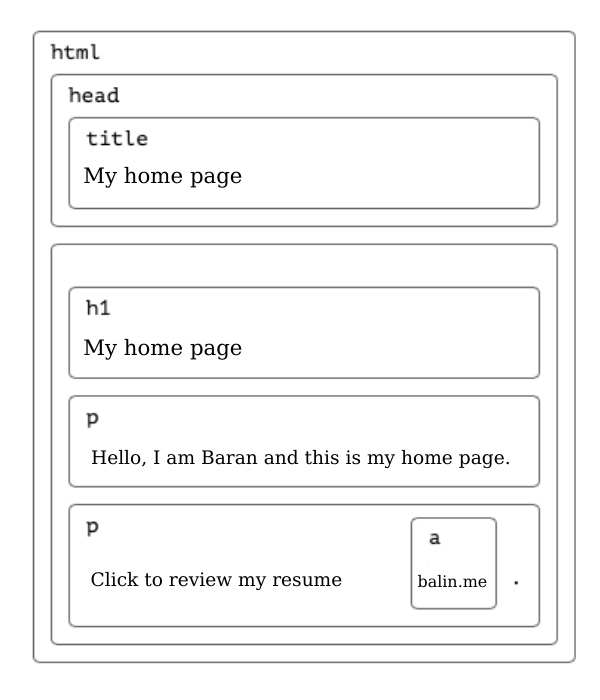 html
head
title
My home page
h1
My home page
p
Hello, I am Baran and this is my home page.
p
a
Click to review my resume balin.me .